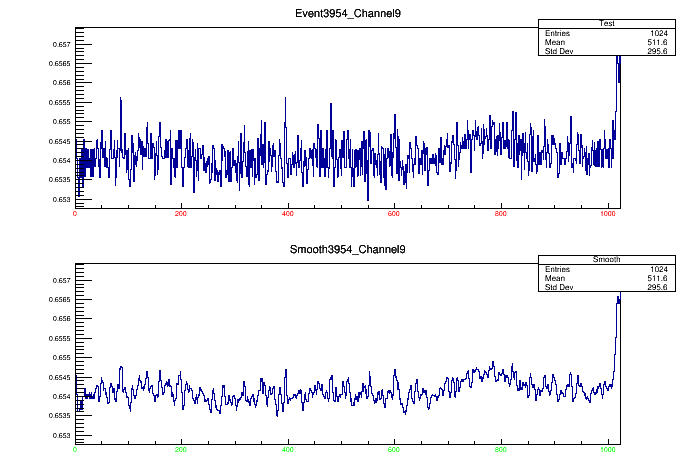 Event3954_Channel9
Test
Entries 1024
Mean 511.6
Std Dev 295.6
0.657
0.6565
0.656
0.6555
0.655
0.6545
0.654
0.6535
0.653
0 200 400 600 800 1000
Smooth3954_Channel9
Smooth
Entries 1024
Mean 511.6
Std Dev 295.6
0.657
0.6565
0.656
0.6555
0.655
0.6545
0.654
0.6535
0.653
0 200 400 600 800 1000